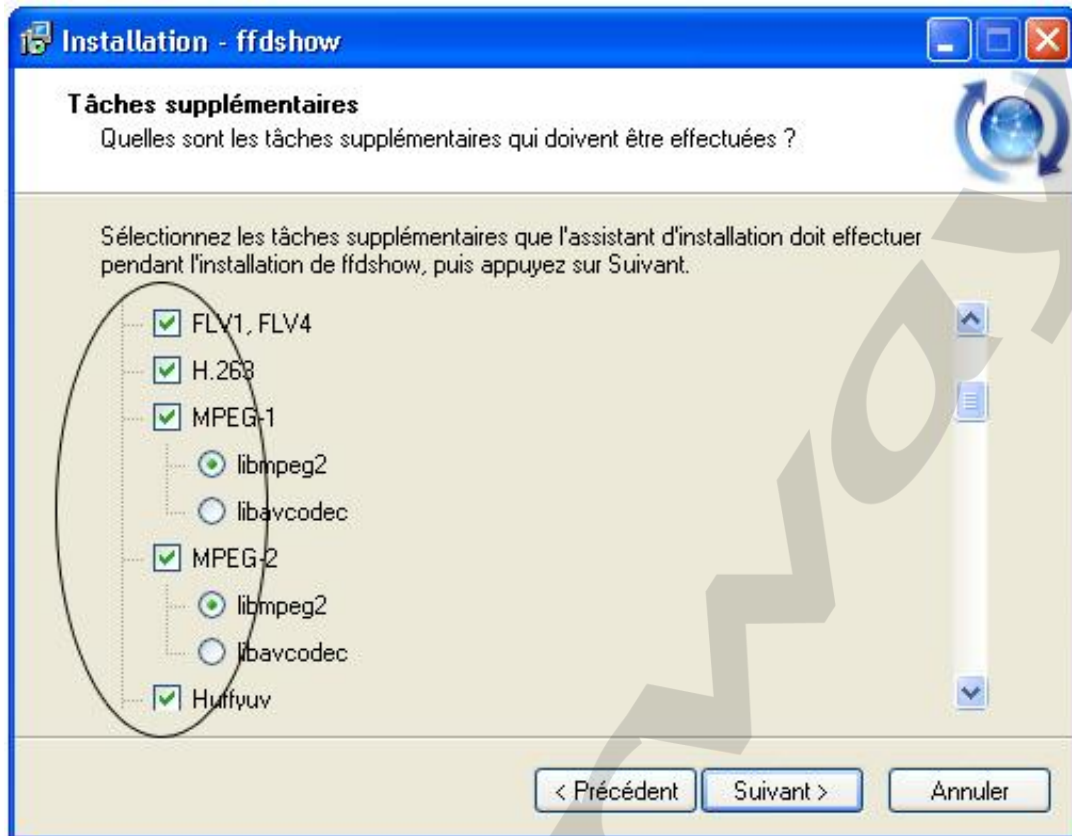 Installation - ffdshow
Tâches supplémentaires
Quelles sont les tâches supplémentaires qui doivent être effectuées ?
Sélectionnez les tâches supplémentaires que l'assistant d'installation doit effectuer
pendant l'installation de ffdshow, puis appuyez sur Suivant.
FLV1, FLV4
H.263
MPEG-1
libmpeg2
libavcodec
MPEG-2
libmpeg2
libavcodec
Huffyuv
< Précédent
Suivant >
Annuler